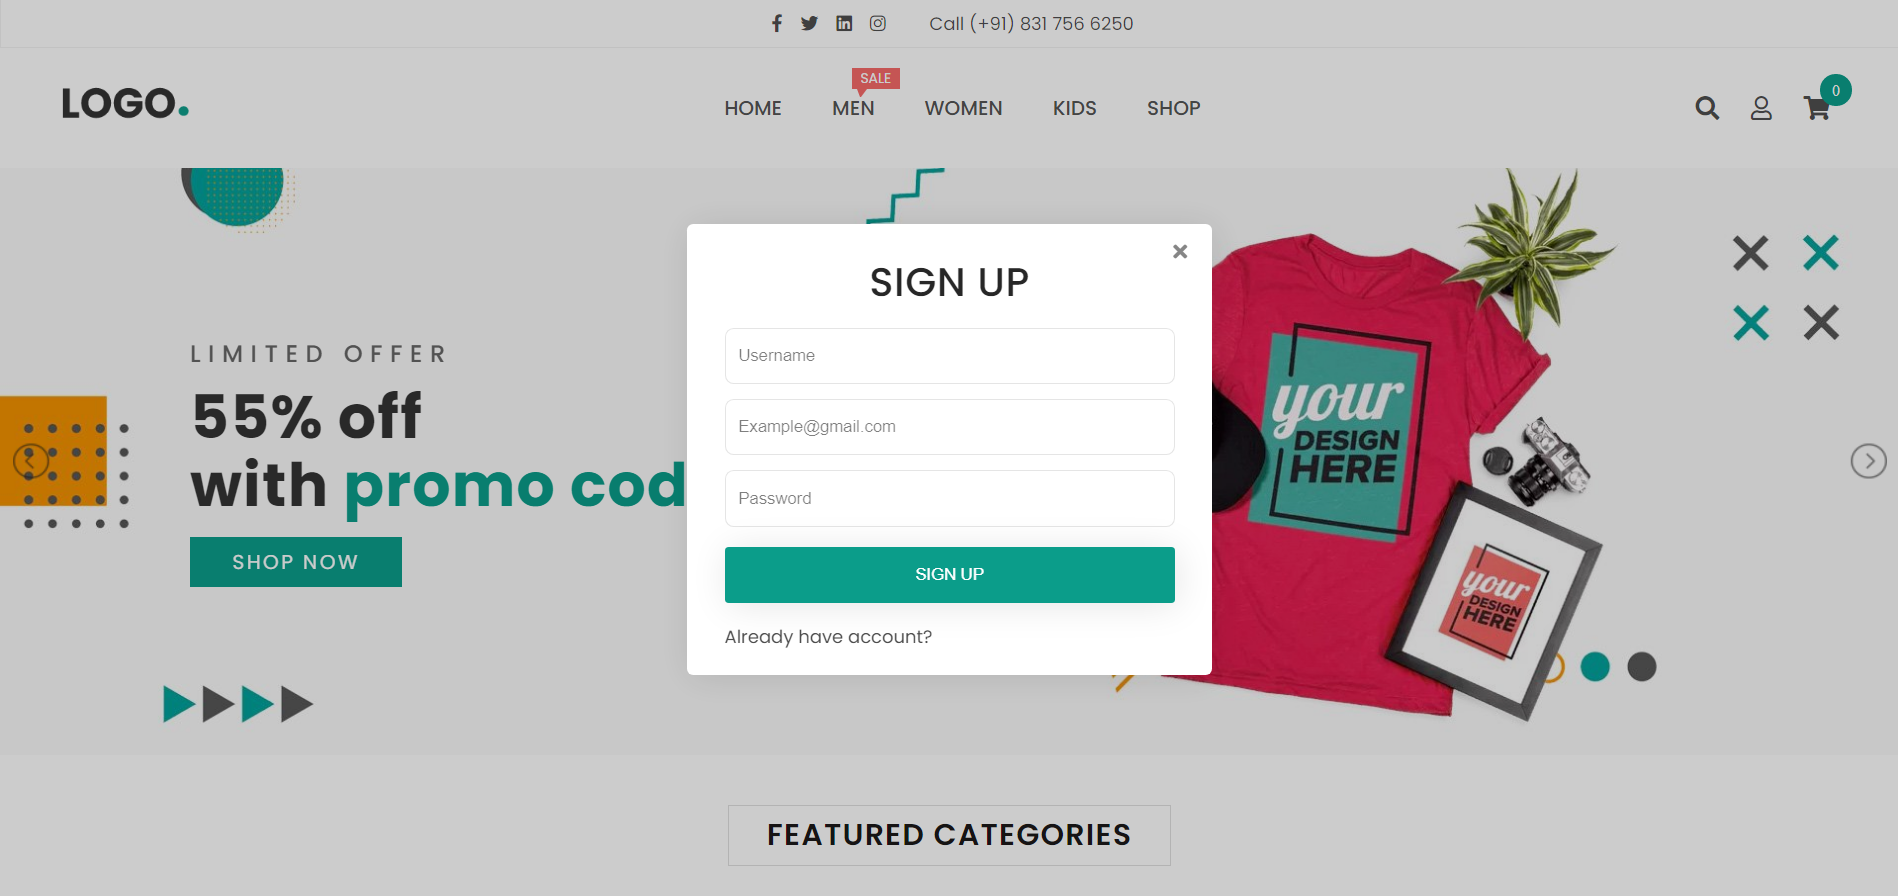 Call (+91) 831 756 6250
LOGO.
HOME
MEN
SALE
WOMEN
KIDS
SHOP
0
SIGN UP
Username
Example@gmail.com
Password
SIGN UP
Already have account?
LIMITED OFFER
55% off
with promo cod
SHOP NOW
your
DESIGN
HERE
your
DESIGN
HERE
FEATURED CATEGORIES